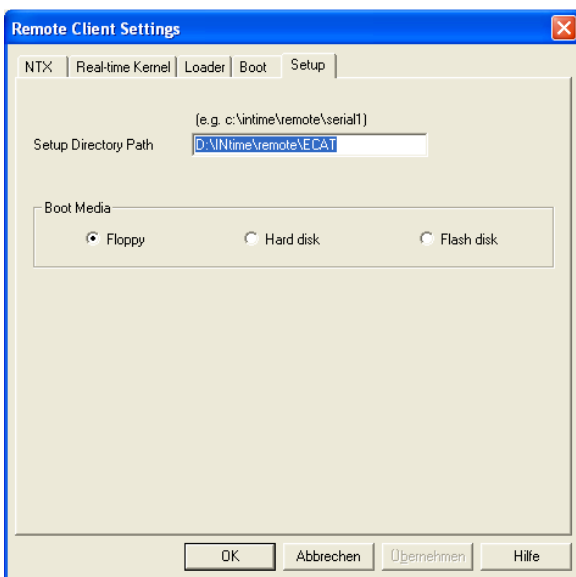 Remote Client Settings
NTX Real-time Kernel Loader Boot Setup
(e.g. c:\intime\remote\serial1)
Setup Directory Path D:\INtime\remote\ECAT
Boot Media
Floppy Hard disk Flash disk
OK Abbrechen Übernehmen Hilfe